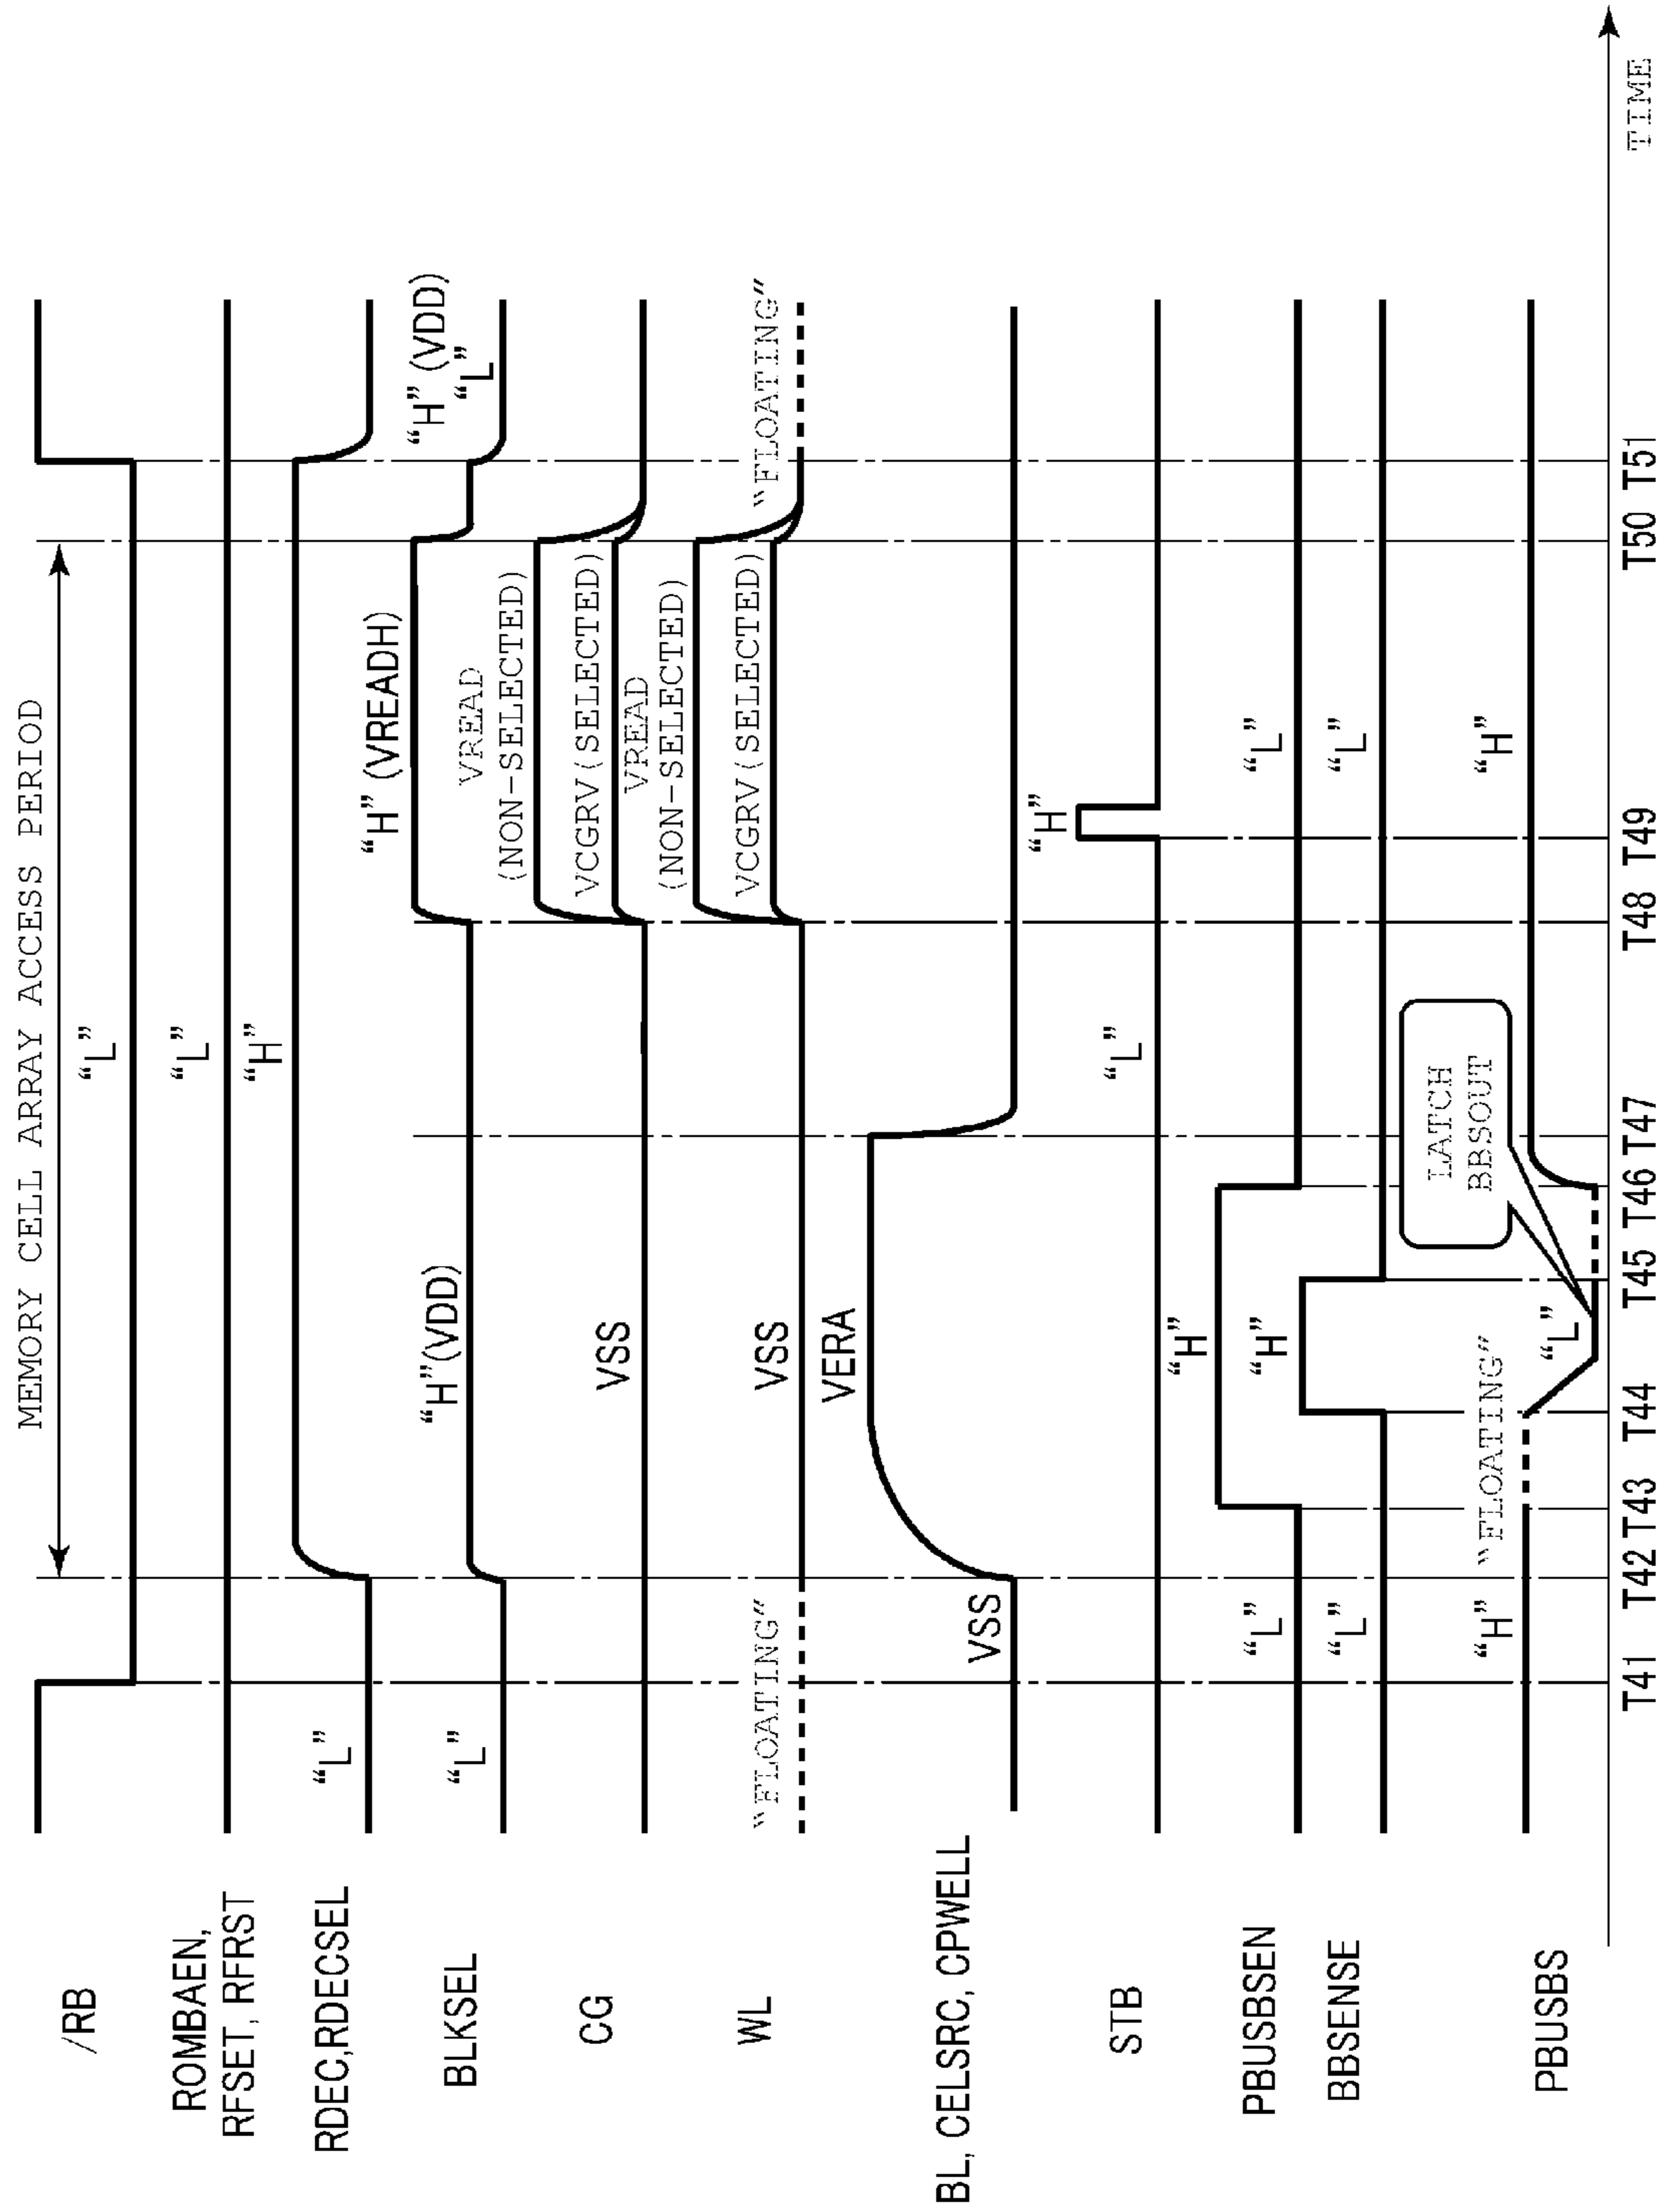 MEMORY CELL ARRAY ACCESS PERIOD
/RB
“L”
ROMBAEN,
RFSET, RFRST
“L”
RDEC,RDECSEL
“L”
“H”
BLKSEL
“L”
“H”(VDD)
“H” (VREADH)
“H” (VDD)
“L”
CG
VSS
VREAD
(NON-SELECTED)
VCGRV(SELECTED)
WL
“FLOATING”
VSS
VREAD
(NON-SELECTED)
VCGRV(SELECTED)
“FLOATING”
BL, CELSRC, CPWELL
VSS
VERA
STB
“L”
“H”
PBUSBSEN
“L”
“H”
“L”
BBSENSE
“L”
“H”
“L”
PBUSBS
“H”
“FLOATING”
“L”
LATCH
BBSOUT
“H”
T41 T42 T43 T44 T45 T46 T47 T48 T49 T50 T51
TIME